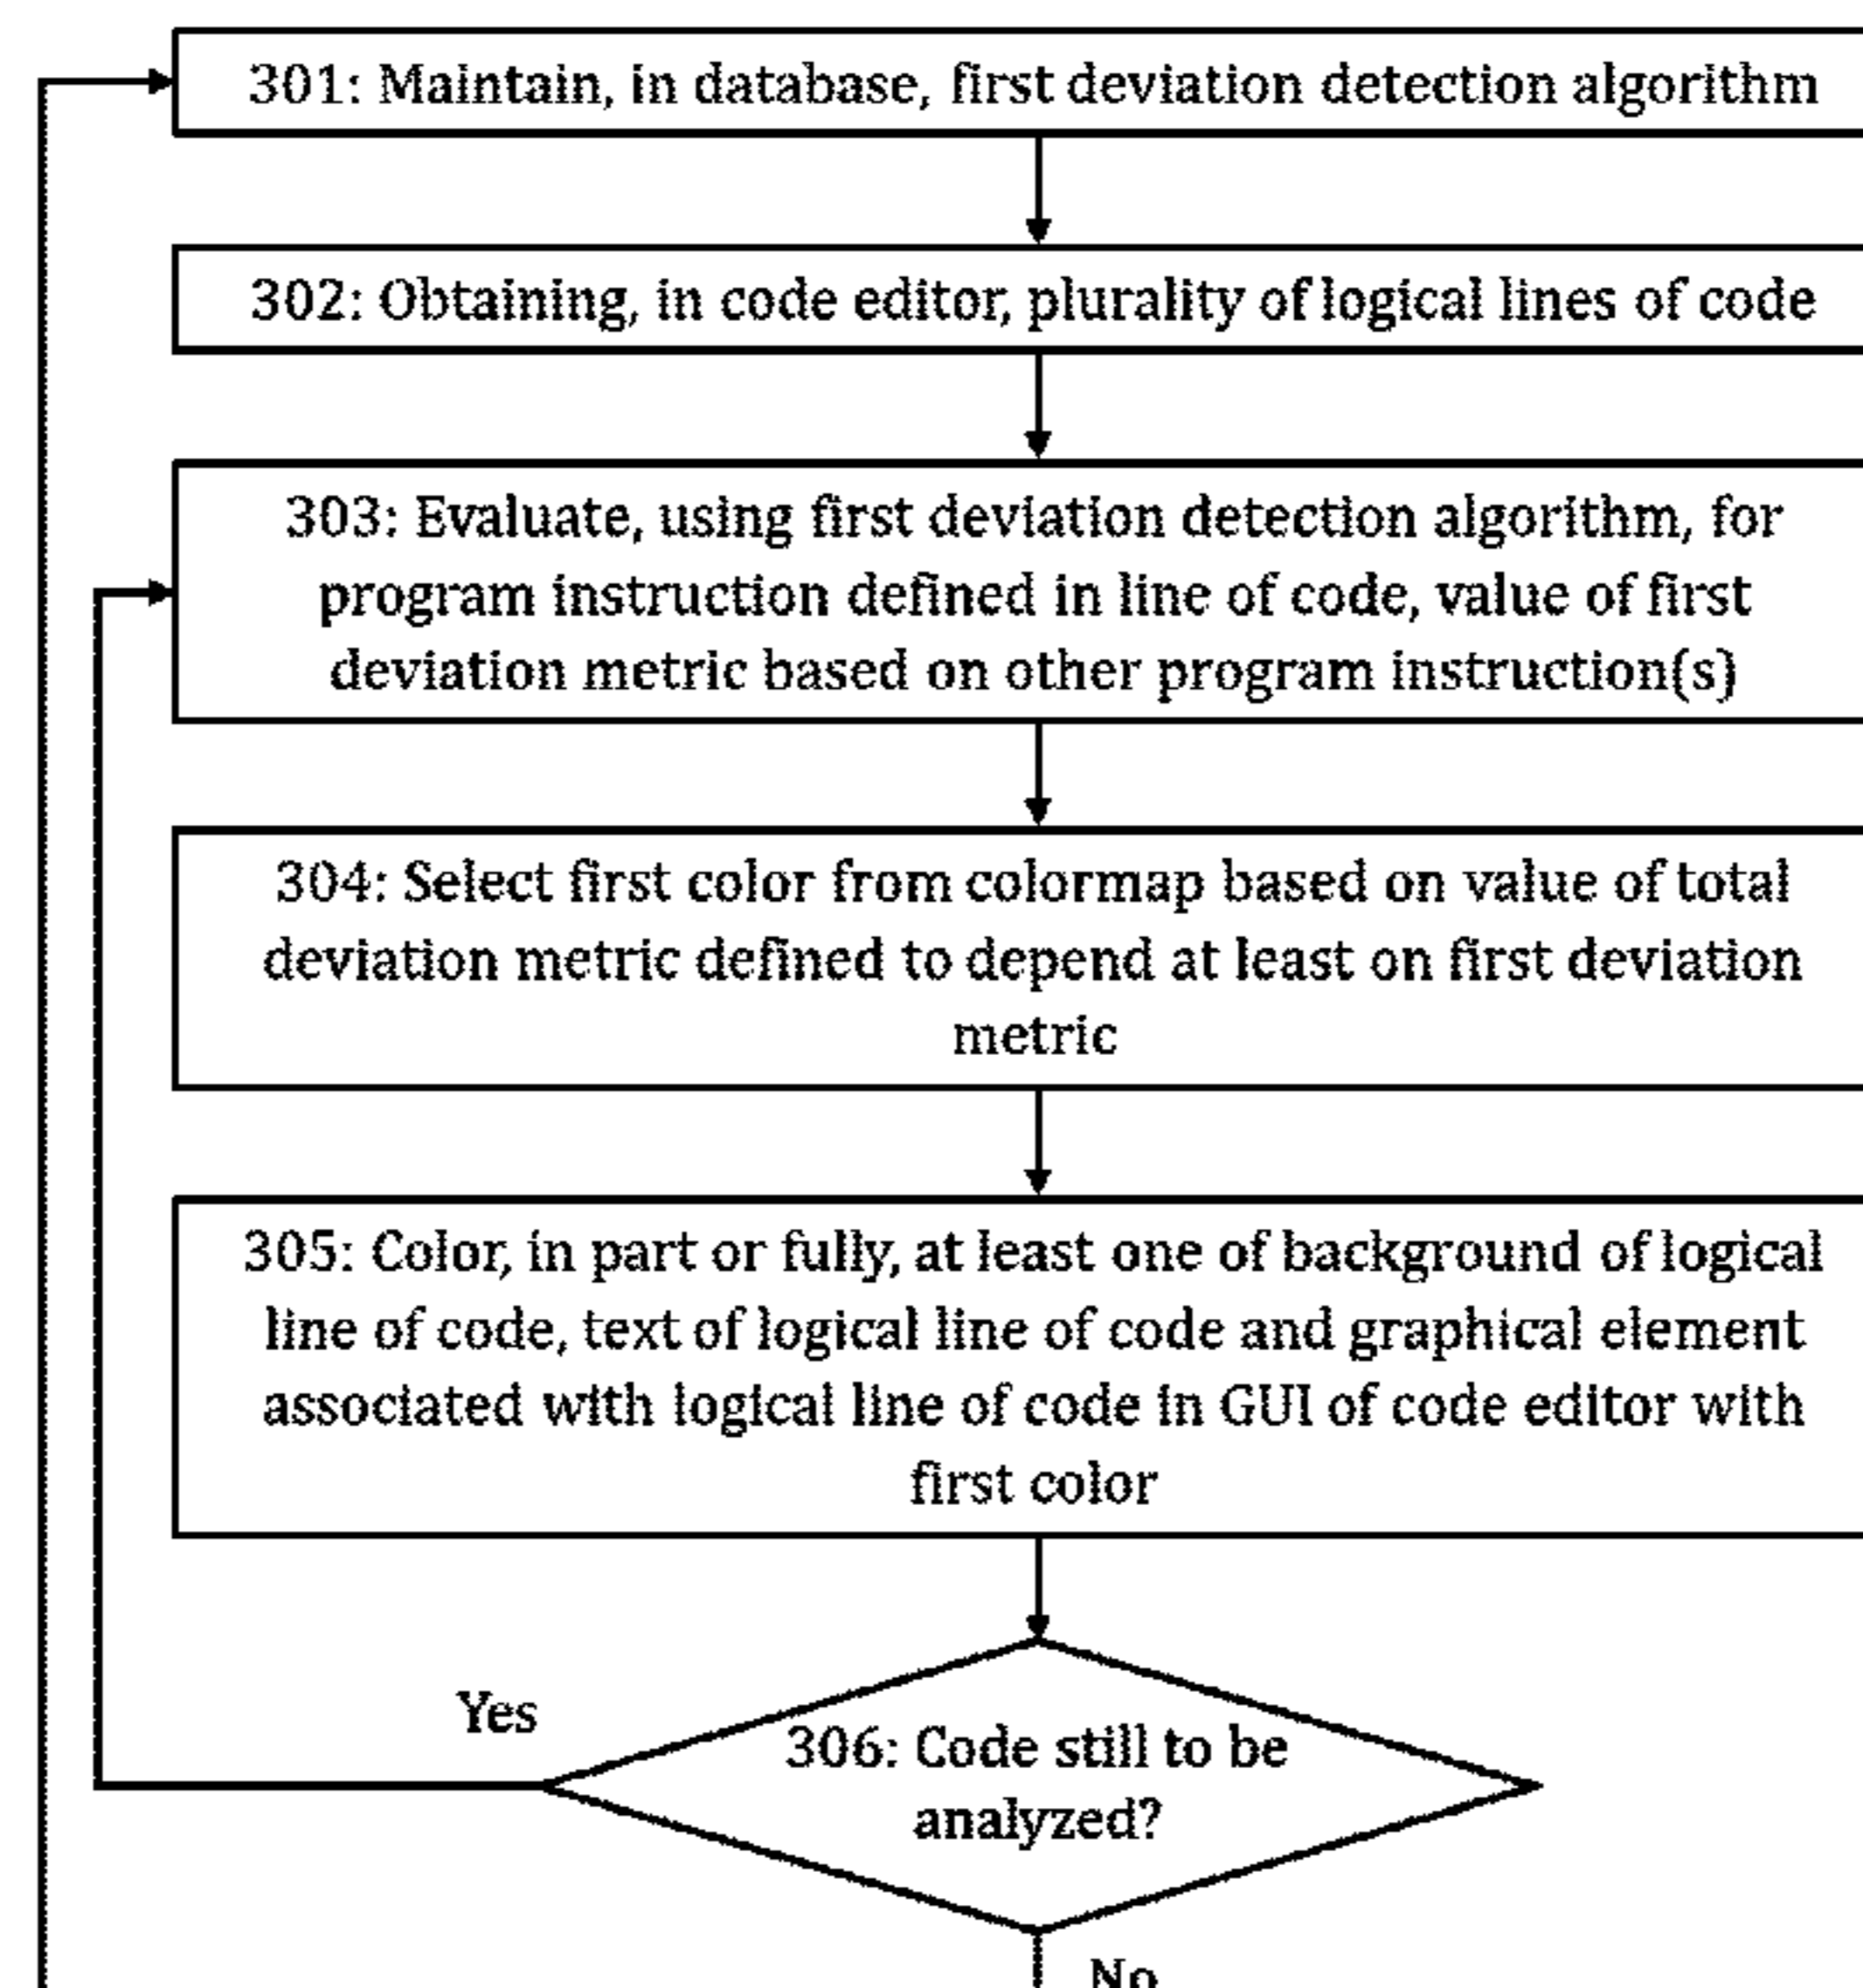 301: Maintain, in database, first deviation detection algorithm
302: Obtaining, in code editor, plurality of logical lines of code
303: Evaluate, using first deviation detection algorithm, for
program instruction defined in line of code, value of first
deviation metric based on other program instruction(s)
304: Select first color from colormap based on value of total
deviation metric defined to depend at least on first deviation
metric
305: Color, in part or fully, at least one of background of logical
line of code, text of logical line of code and graphical element
associated with logical line of code in GUI of code editor with
first color
Yes
306: Code still to be
analyzed?
No